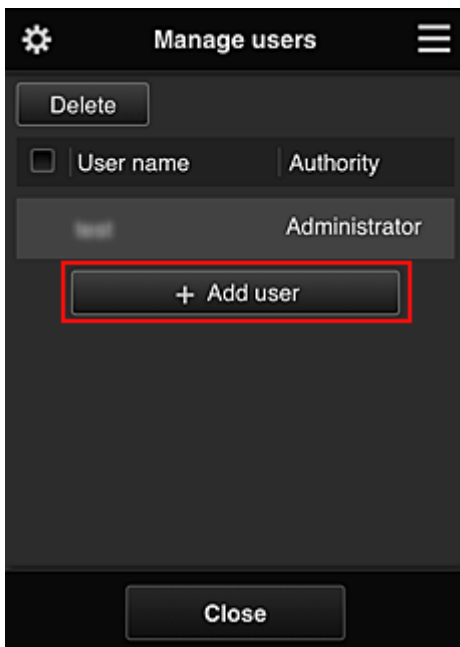 Manage users
Delete
User name Authority
Administrator
+ Add user
Close